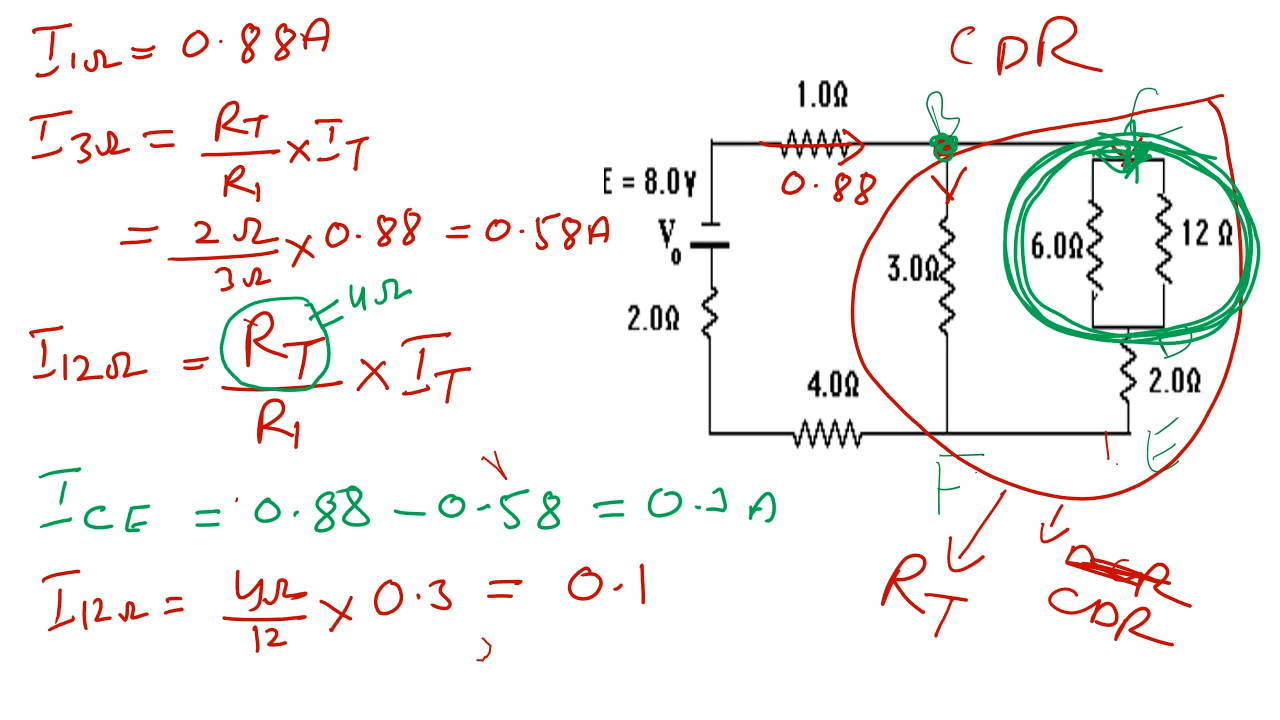 I1Ω = 0.88A
I3Ω = RT/R1 × IT
= 2Ω/3Ω × 0.88 = 0.58A
I12Ω = RT/R1 × IT
= 4Ω
ICE = 0.88 - 0.58 = 0.3 A
I12Ω = 4Ω/12 × 0.3 = 0.1
CDR
1.0Ω
B
0.88
E = 8.0V
Vo
3.0Ω
6.0Ω
12 Ω
2.0Ω
D
2.0Ω
4.0Ω
E
F
RT
CDR